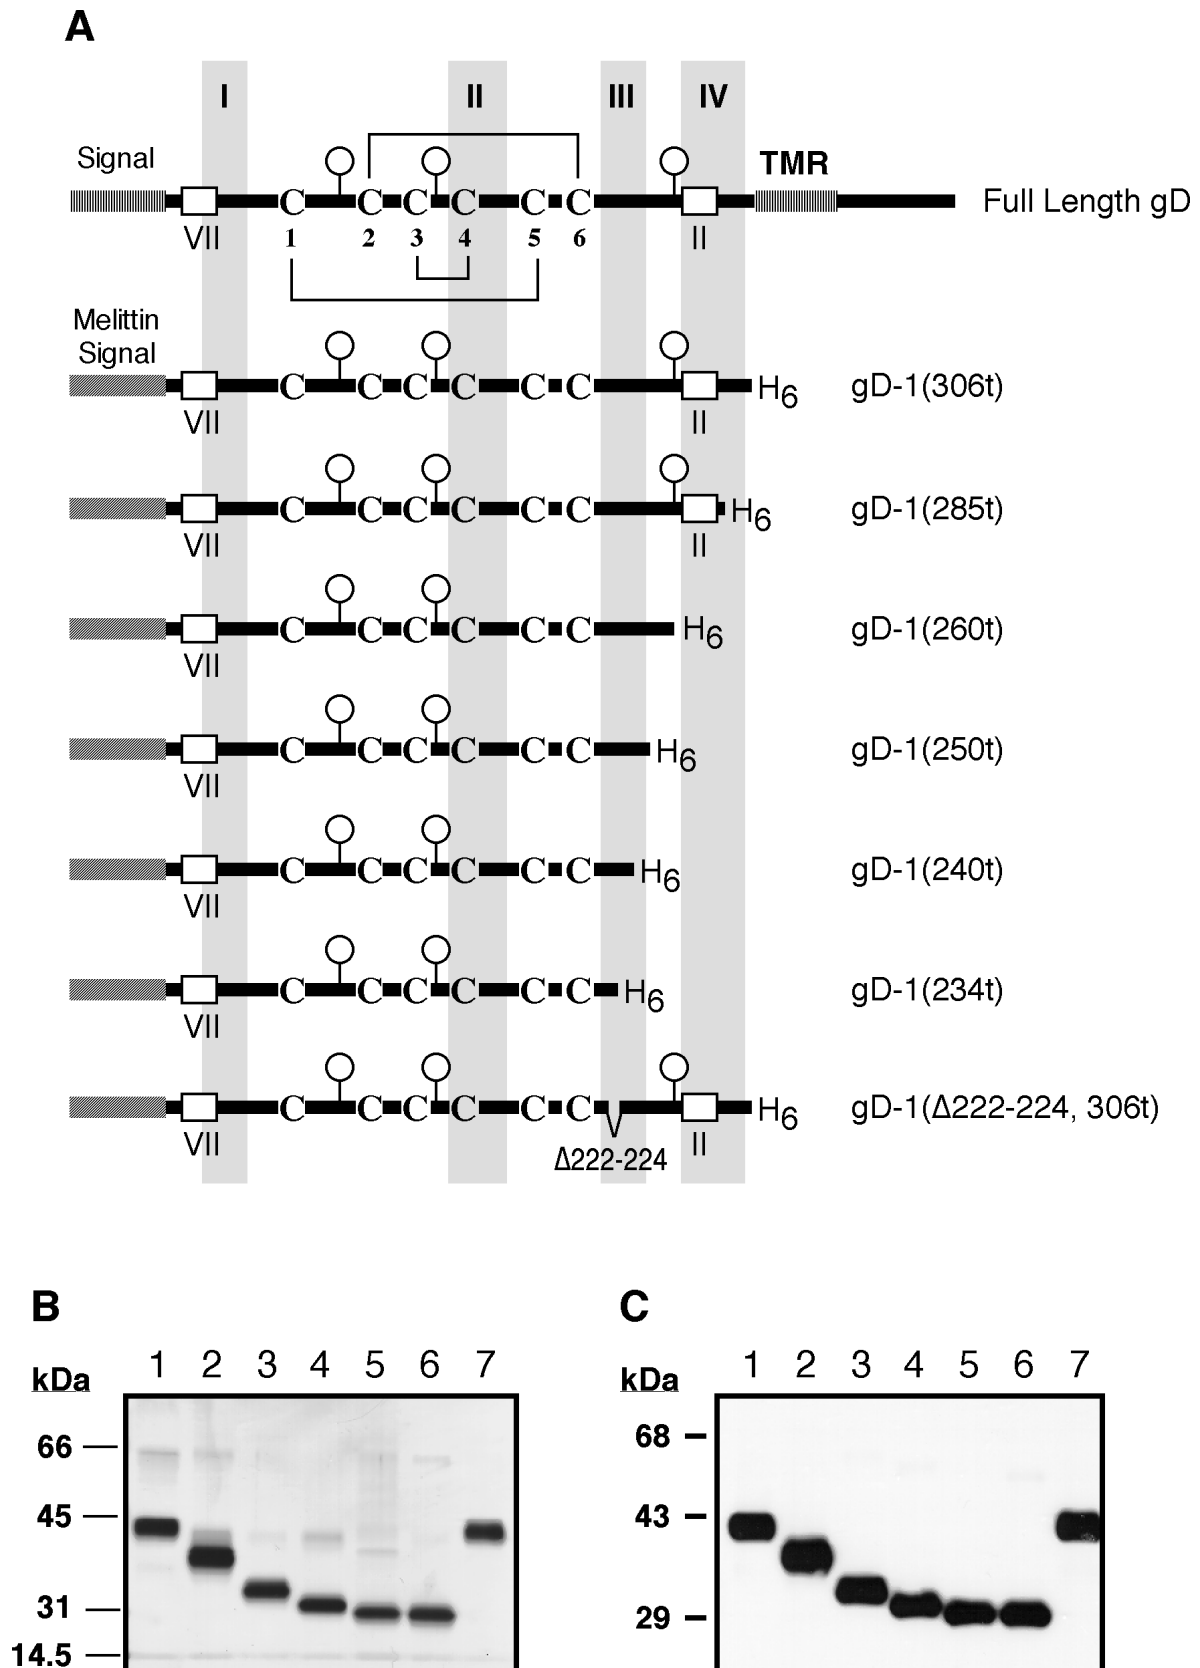 A
I II III IV
Signal TMR
C C C C C C Full Length gD
VII 1 2 3 4 5 6 II
Melittin
Signal
C C C C C C H6 gD-1(306t)
VII II
C C C C C C H6 gD-1(285t)
VII II
C C C C C C H6 gD-1(260t)
VII
C C C C C C H6 gD-1(250t)
VII
C C C C C C H6 gD-1(240t)
VII
C C C C C C H6 gD-1(234t)
VII
C C C C C C H6 gD-1(Δ222-224, 306t)
VII Δ222-224 II
B
kDa 1 2 3 4 5 6 7
66
45
31
14.5
C
kDa 1 2 3 4 5 6 7
68
43
29